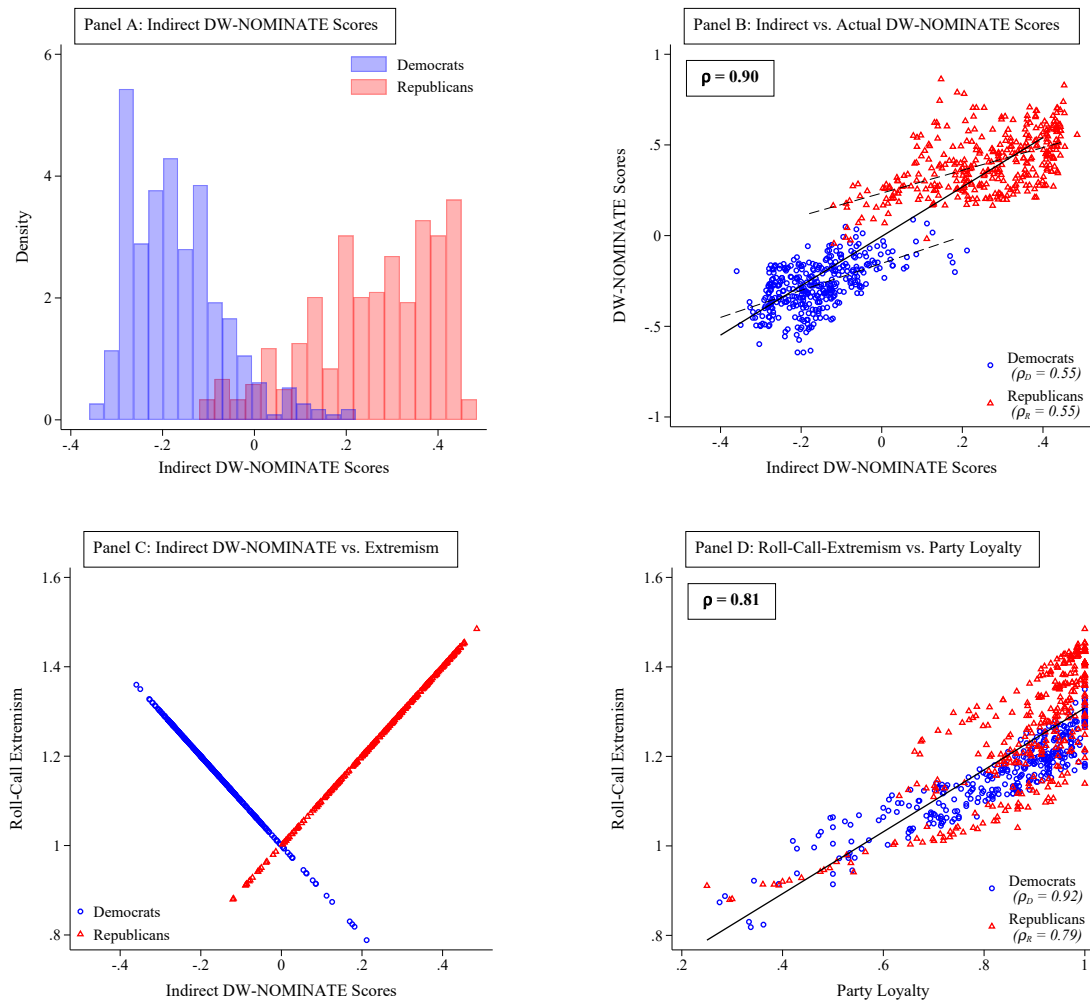 Panel A: Indirect DW-NOMINATE Scores
6
4
2
0
Density
Democrats
Republicans
-.4
-.2
0
.2
.4
Indirect DW-NOMINATE Scores
Panel B: Indirect vs. Actual DW-NOMINATE Scores
ρ = 0.90
1
.5
0
-.5
-1
DW-NOMINATE Scores
Democrats
(ρD = 0.55)
Republicans
(ρR = 0.55)
-.4
-.2
0
.2
.4
Indirect DW-NOMINATE Scores
Panel C: Indirect DW-NOMINATE vs. Extremism
1.6
1.4
1.2
1
.8
Roll-Call Extremism
Democrats
Republicans
-.4
-.2
0
.2
.4
Indirect DW-NOMINATE Scores
Panel D: Roll-Call-Extremism vs. Party Loyalty
ρ = 0.81
1.6
1.4
1.2
1
.8
Roll-Call Extremism
Democrats
(ρD = 0.92)
Republicans
(ρR = 0.79)
.2
.4
.6
.8
1
Party Loyalty